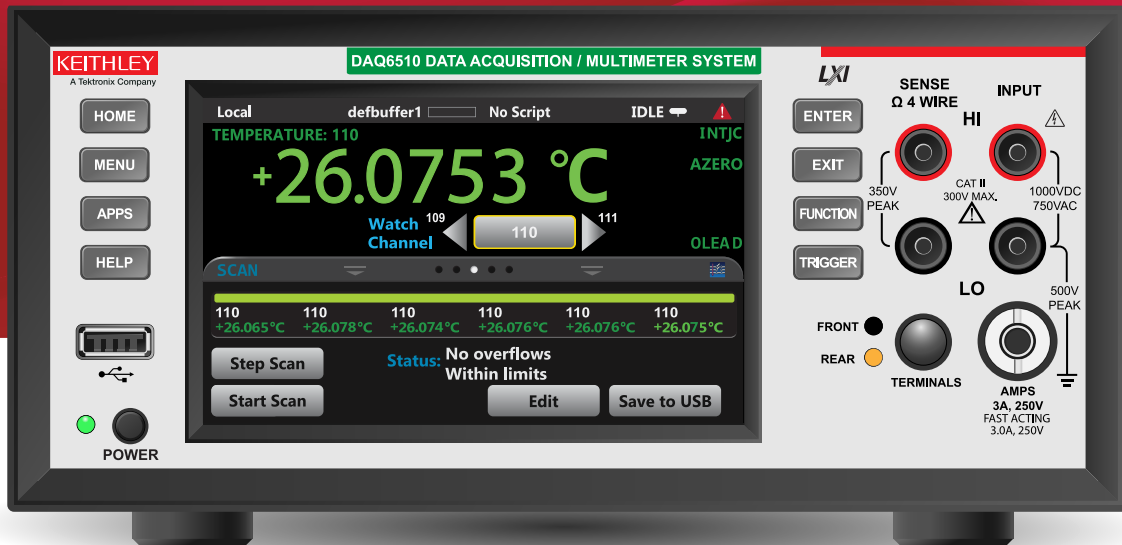 KEITHLEY
A Tektronix Company
DAQ6510 DATA ACQUISITION / MULTIMETER SYSTEM
LXI
HOME
MENU
APPS
HELP
POWER
Local defbuffer1 No Script IDLE
TEMPERATURE: 110 INTJC
+26.0753 °C AZERO
Watch Channel 109 110 111
OLEAD
SCAN
110 110 110 110 110 110
+26.065°C +26.078°C +26.074°C +26.076°C +26.076°C +26.075°C
Step Scan Status: No overflows
Within limits
Start Scan Edit Save to USB
ENTER
EXIT
FUNCTION
TRIGGER
SENSE
Ω 4 WIRE
INPUT
HI
350V
PEAK
CAT II
300V MAX.
1000VDC
750VAC
LO
500V
PEAK
FRONT
REAR
TERMINALS
AMPS
3A, 250V
FAST ACTING
3.0A, 250V